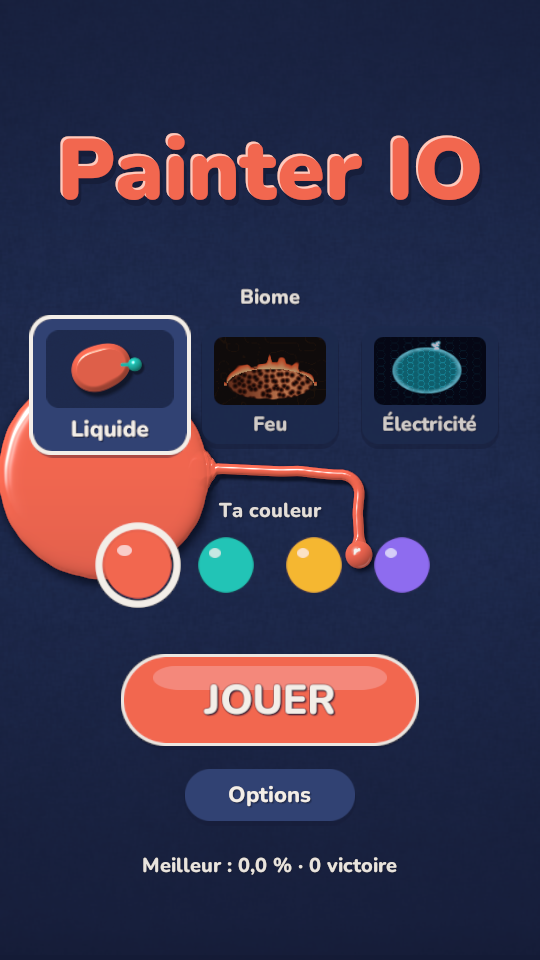 Painter IO
Biome
Liquide
Feu
Électricité
Ta couleur
JOUER
Options
Meilleur : 0,0 % · 0 victoire